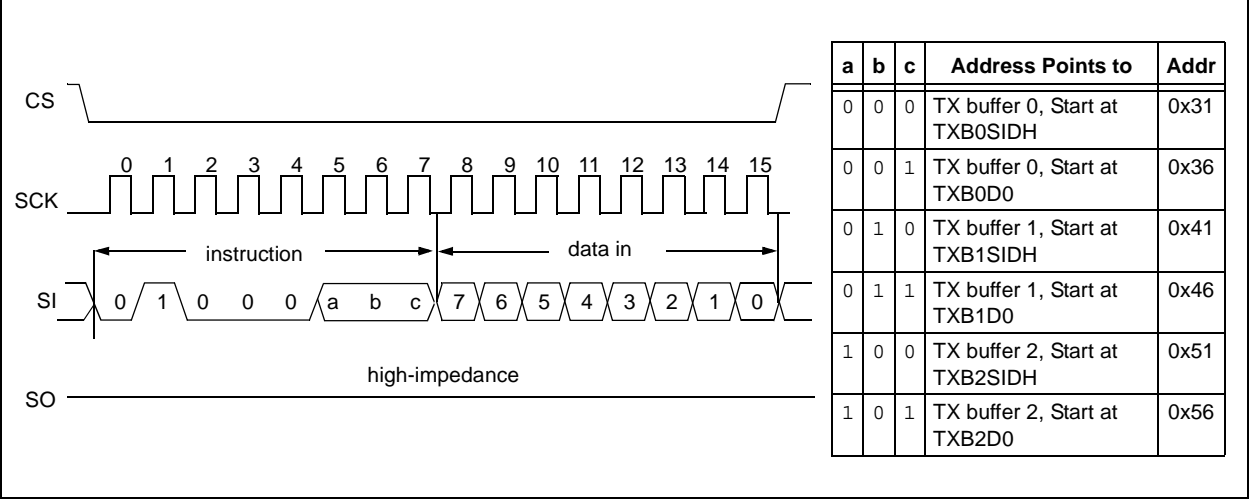 CS
0 1 2 3 4 5 6 7 8 9 10 11 12 13 14 15
SCK
instruction data in
SI 0 1 0 0 0 a b c 7 6 5 4 3 2 1 0
high-impedance
SO
a b c Address Points to Addr
0 0 0 TX buffer 0, Start at 0x31
TXB0SIDH
0 0 1 TX buffer 0, Start at 0x36
TXB0D0
0 1 0 TX buffer 1, Start at 0x41
TXB1SIDH
0 1 1 TX buffer 1, Start at 0x46
TXB1D0
1 0 0 TX buffer 2, Start at 0x51
TXB2SIDH
1 0 1 TX buffer 2, Start at 0x56
TXB2D0